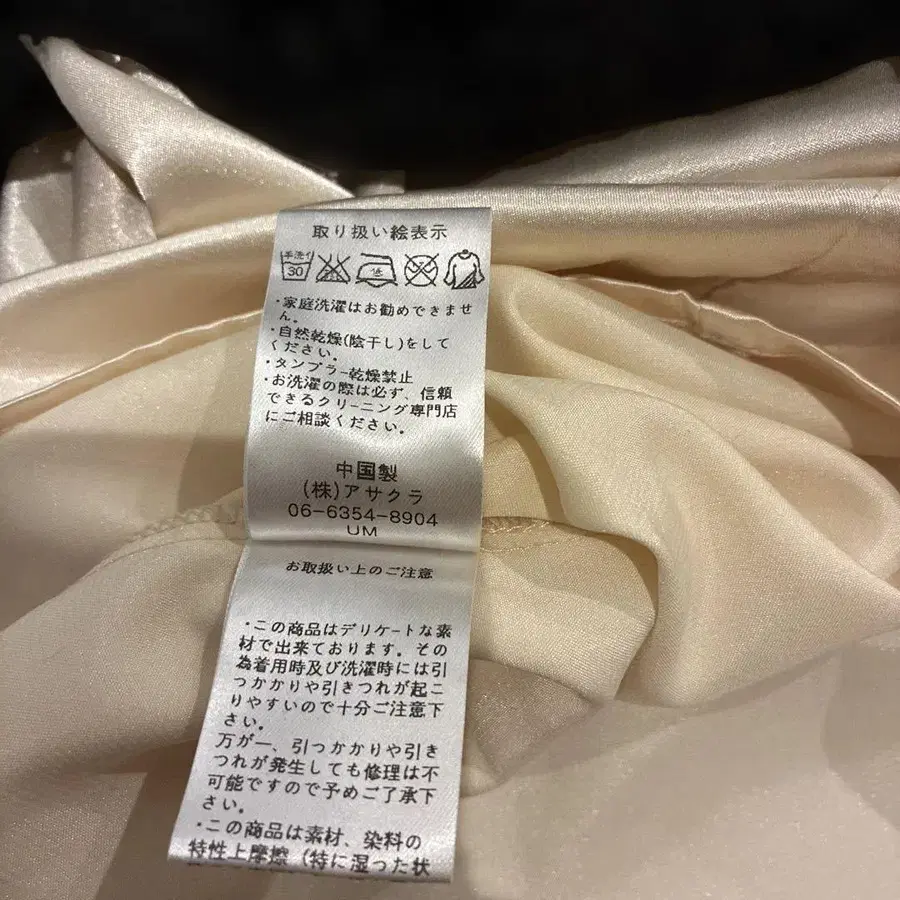 取り扱い絵表示
手洗イ
30
・家庭洗濯はお勧めできませ
ん。
・自然乾燥(陰干し)をして
ください。
・タンブラー乾燥禁止
・お洗濯の際は必ず、信頼
できるクリーニング専門店
にご相談ください。
中国製
(株)アサクラ
06-6354-8904
UM
お取扱い上のご注意
・この商品はデリケートな素
材で出来ております。その
為着用時及び洗濯時には引
っかかりや引きつれが起こ
りやすいので十分ご注意下
さい。
万が一、引っかかりや引き
つれが発生しても修理は不
可能ですので予めご了承下
さい。
・この商品は素材、染料の
特性上摩擦(特に湿った状